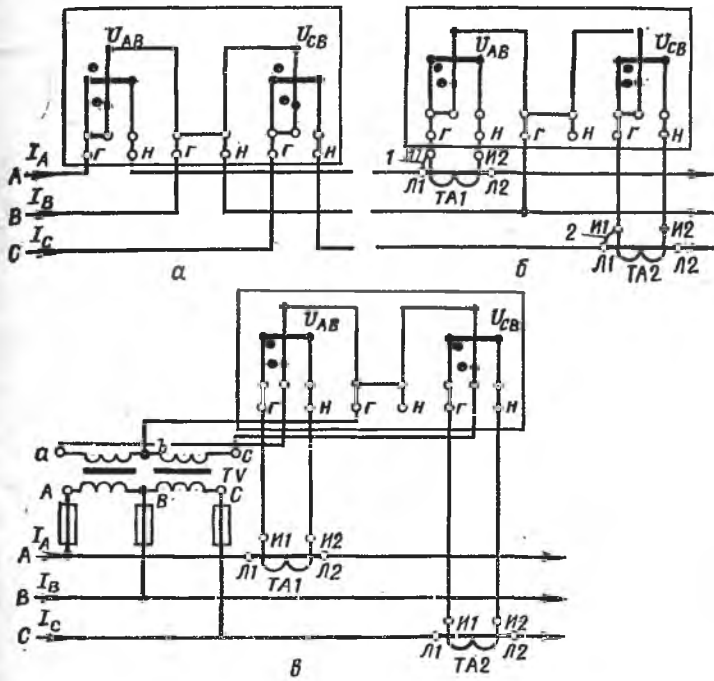 U_AB U_CB
Г Н Г Н Г Н
I_A
A
I_B
B
I_C
C
а
U_AB U_CB
Г Н Г Н Г Н
1 И1 И2
Л1 TA1 Л2
2 И1 И2
Л1 TA2 Л2
б
U_AB U_CB
Г Н Г Н Г Н
a b c
TV
A B C
I_A
A
И1 И2
Л1 TA1 Л2
I_B
B
I_C
C
И1 И2
Л1 TA2 Л2
в